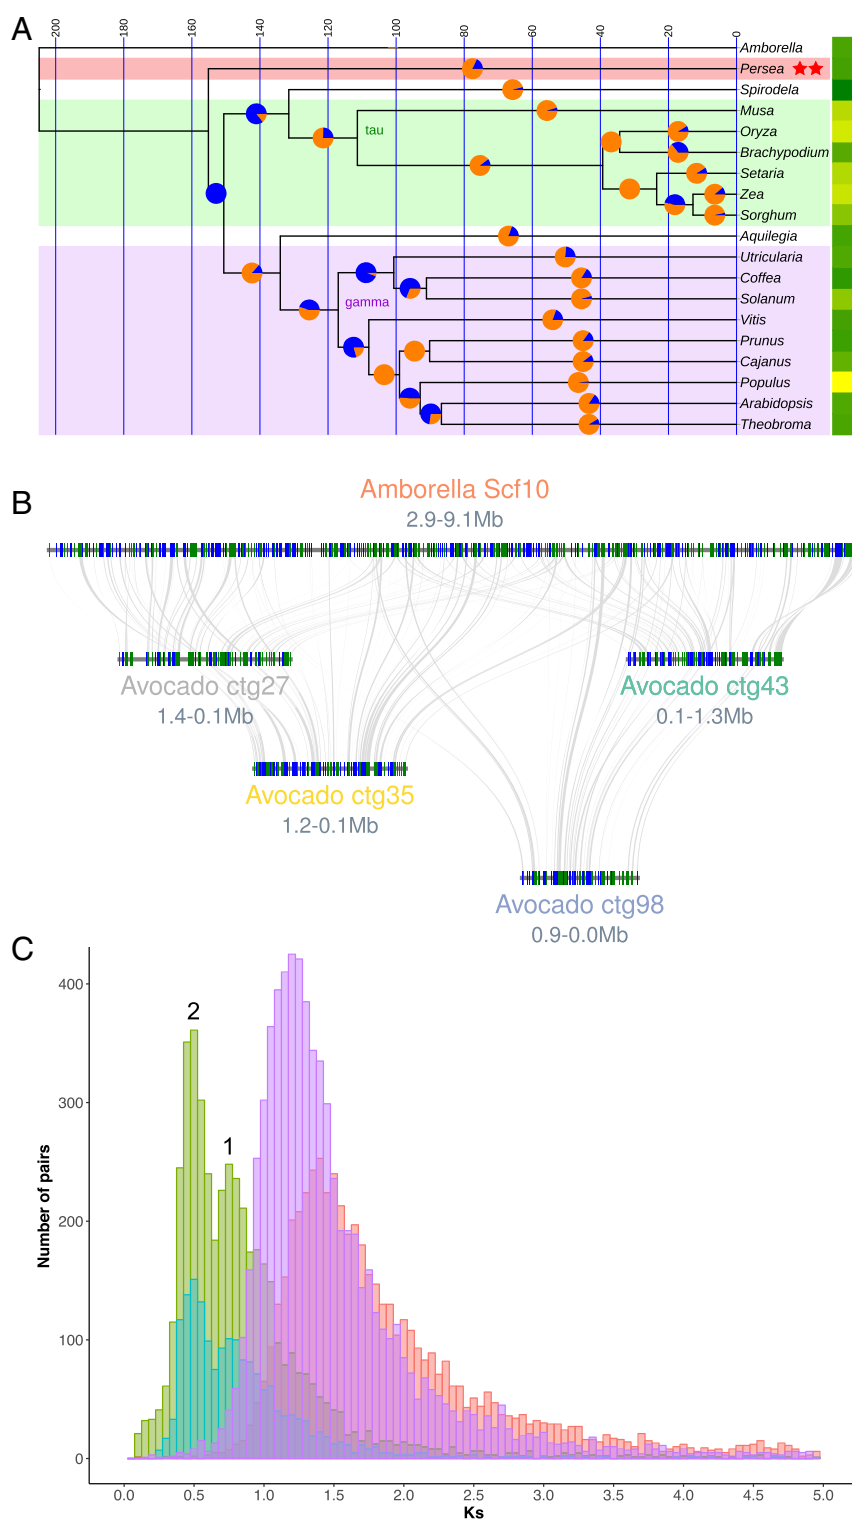 A
200 180 160 140 120 100 80 60 40 20 0
Amborella
Persea
Spirodela
Musa
tau
Oryza
Brachypodium
Setaria
Zea
Sorghum
Aquilegia
Utricularia
Coffea
gamma
Solanum
Vitis
Prunus
Cajanus
Populus
Arabidopsis
Theobroma
B
Amborella Scf10
2.9-9.1Mb
Avocado ctg27
1.4-0.1Mb
Avocado ctg43
0.1-1.3Mb
Avocado ctg35
1.2-0.1Mb
Avocado ctg98
0.9-0.0Mb
C
Number of pairs
400
300
200
100
0
2
1
0.0 0.5 1.0 1.5 2.0 2.5 3.0 3.5 4.0 4.5 5.0
Ks